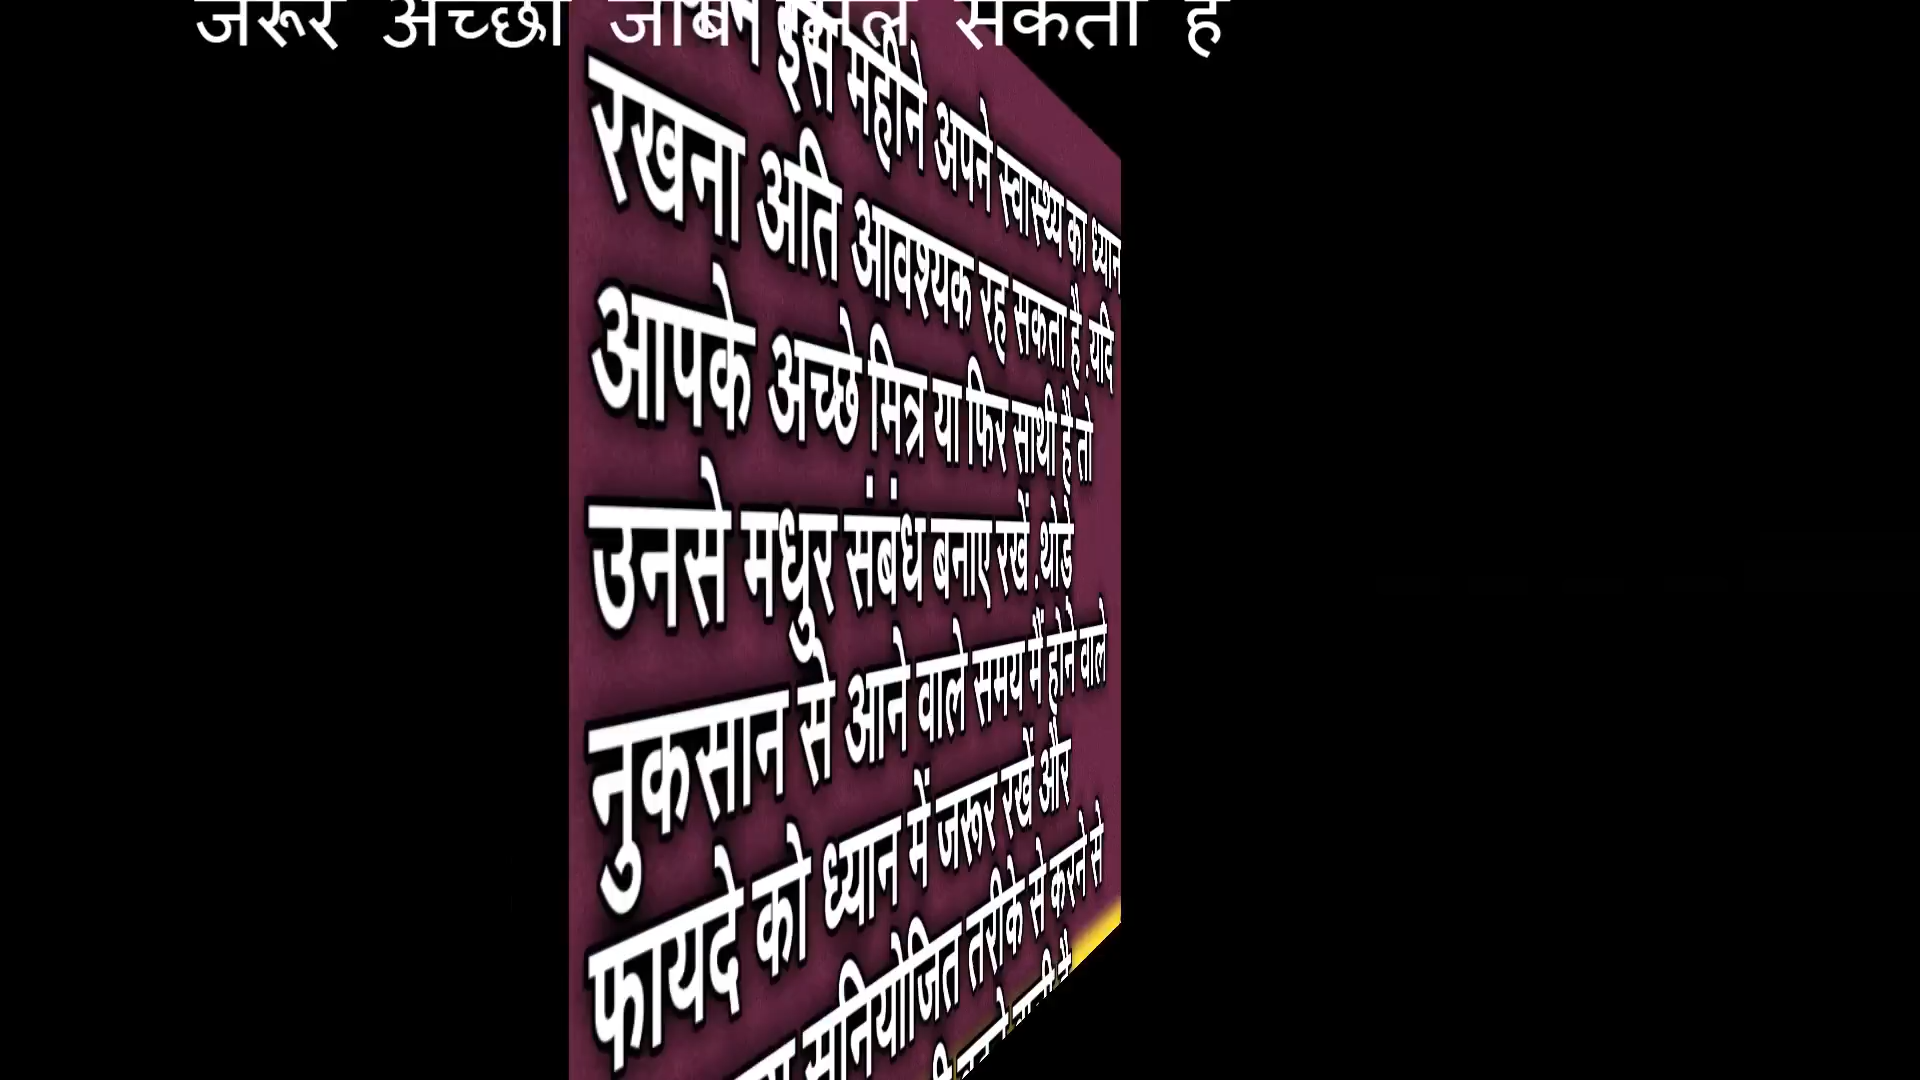 जरूर अच्छा जॉब मिल सकता है
इस महीने अपने स्वास्थ्य का ध्यान
रखना अति आवश्यक रह सकता है .यदि
आपके अच्छे मित्र या फिर साथी है तो
उनसे मधुर संबंध बनाए रखें .थोड़े
नुकसान से आने वाले समय में होने वाले
फायदे को ध्यान में जरूर रखें और
सुनियोजित तरीके से करने से